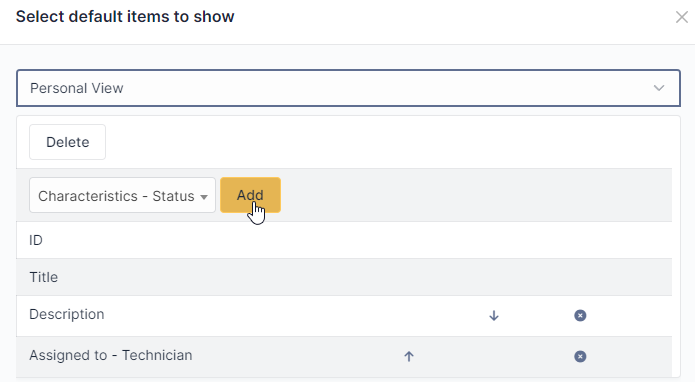 Select default items to show
Personal View
Delete
Characteristics - Status
Add
ID
Title
Description
Assigned to - Technician